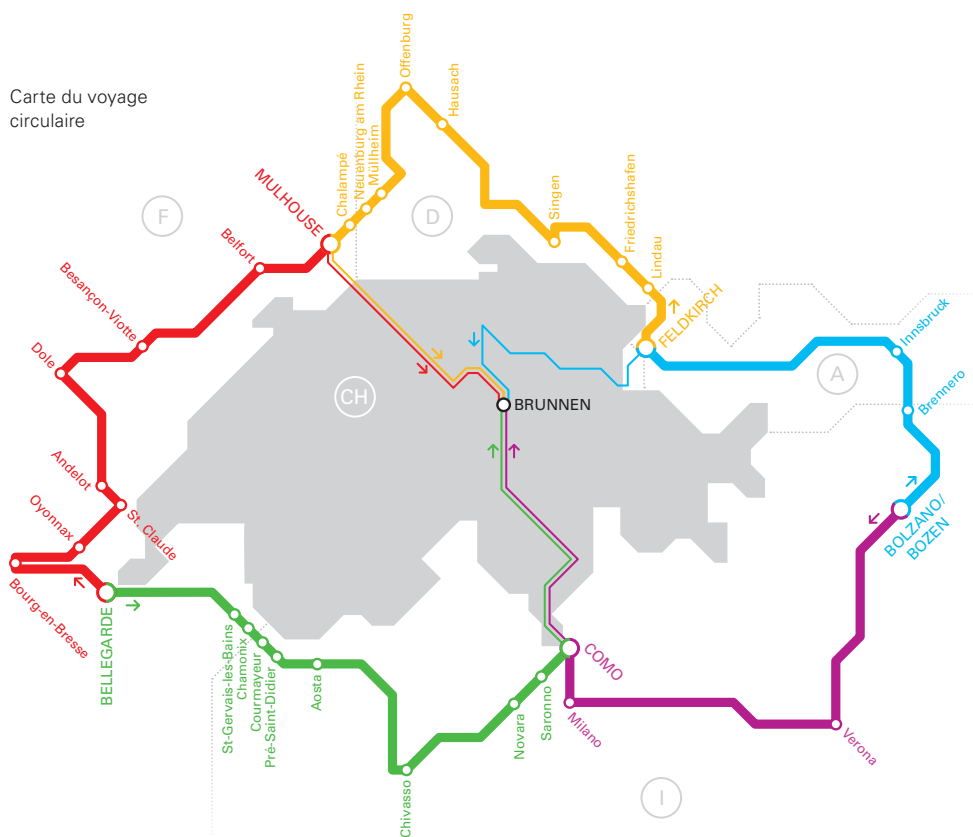 Carte du voyage
circulaire
Offenburg
Hausach
Chalampé
Neuenburg am Rhein
Müllheim
MULHOUSE
F
D
Singen
Friedrichshafen
Lindau
Belfort
Besançon-Viotte
FELDKIRCH
Innsbruck
Dole
CH
A
BRUNNEN
Brennero
Andelot
Oyonnax
St. Claude
BOLZANO/
BOZEN
Bourg-en-Bresse
BELLEGARDE
St-Gervais-les-Bains
Chamonix
Courmayeur
Pré-Saint-Didier
Aosta
COMO
Saronno
Novara
Milano
Verona
Chivasso
I